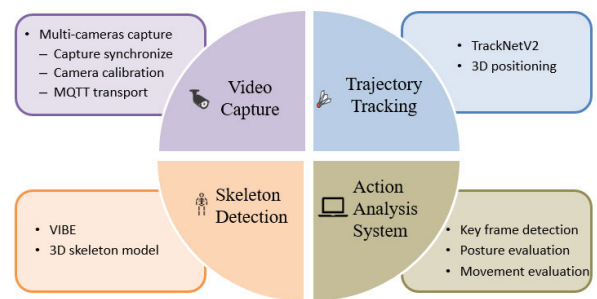 • Multi-cameras capture
– Capture synchronize
– Camera calibration
– MQTT transport
Video
Capture
Trajectory
Tracking
• TrackNetV2
• 3D positioning
• VIBE
• 3D skeleton model
Skeleton
Detection
Action
Analysis
System
• Key frame detection
• Posture evaluation
• Movement evaluation